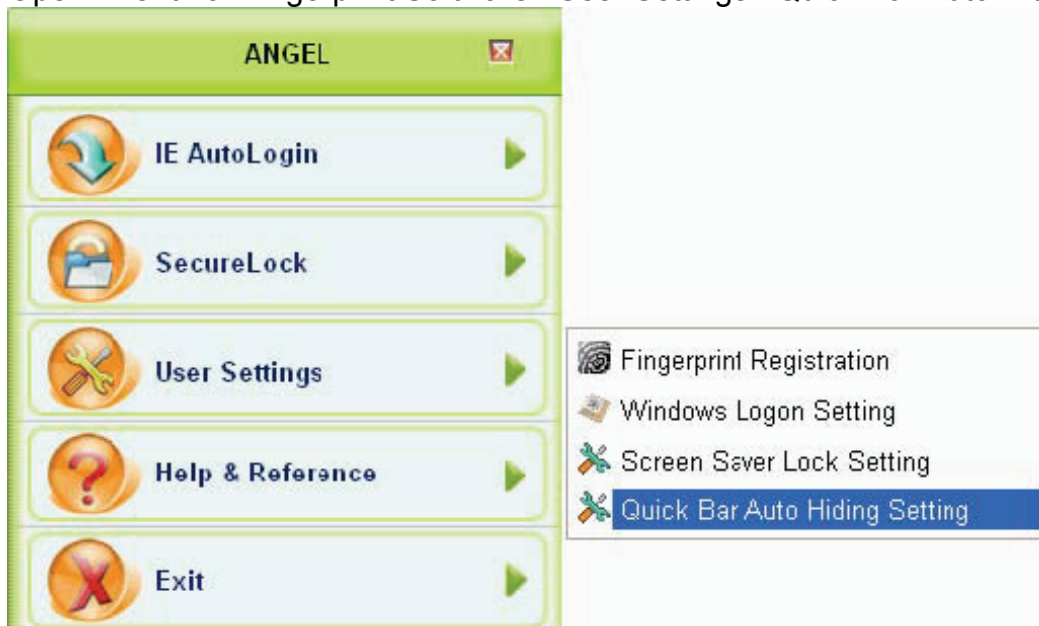 ANGEL
IE AutoLogin
SecureLock
User Settings
Help & Reference
Exit
Fingerprint Registration
Windows Logon Setting
Screen Saver Lock Setting
Quick Bar Auto Hiding Setting